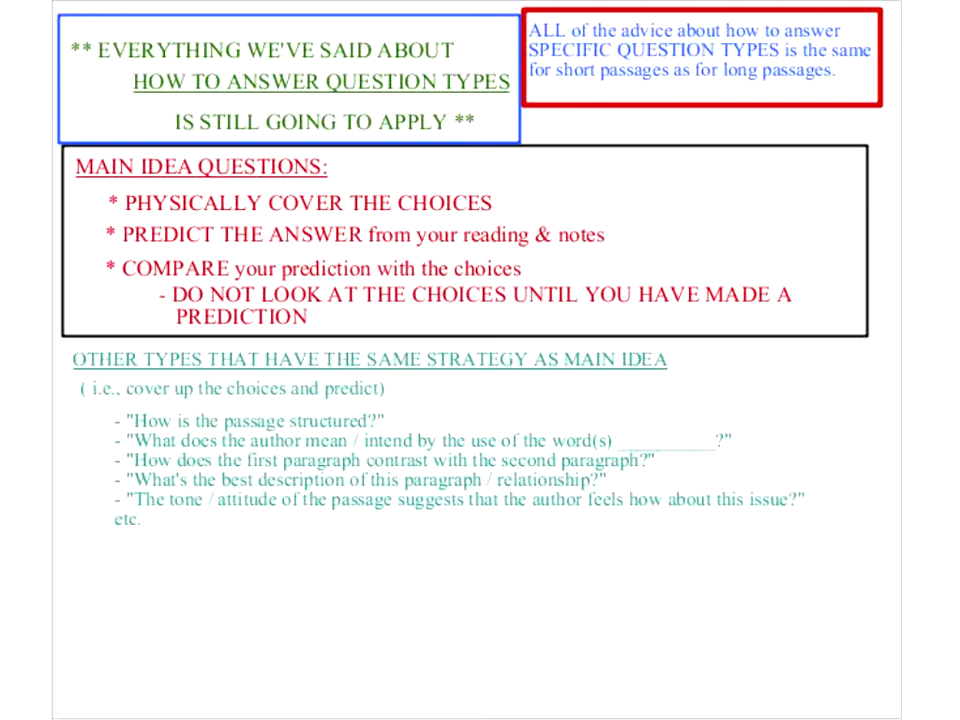 ** EVERYTHING WE'VE SAID ABOUT
HOW TO ANSWER QUESTION TYPES
IS STILL GOING TO APPLY **
ALL of the advice about how to answer
SPECIFIC QUESTION TYPES is the same
for short passages as for long passages.
MAIN IDEA QUESTIONS:
* PHYSICALLY COVER THE CHOICES
* PREDICT THE ANSWER from your reading & notes
* COMPARE your prediction with the choices
- DO NOT LOOK AT THE CHOICES UNTIL YOU HAVE MADE A
PREDICTION
OTHER TYPES THAT HAVE THE SAME STRATEGY AS MAIN IDEA
( i.e., cover up the choices and predict)
- "How is the passage structured?"
- "What does the author mean / intend by the use of the word(s) __________?"
- "How does the first paragraph contrast with the second paragraph?"
- "What's the best description of this paragraph / relationship?"
- "The tone / attitude of the passage suggests that the author feels how about this issue?"
etc.